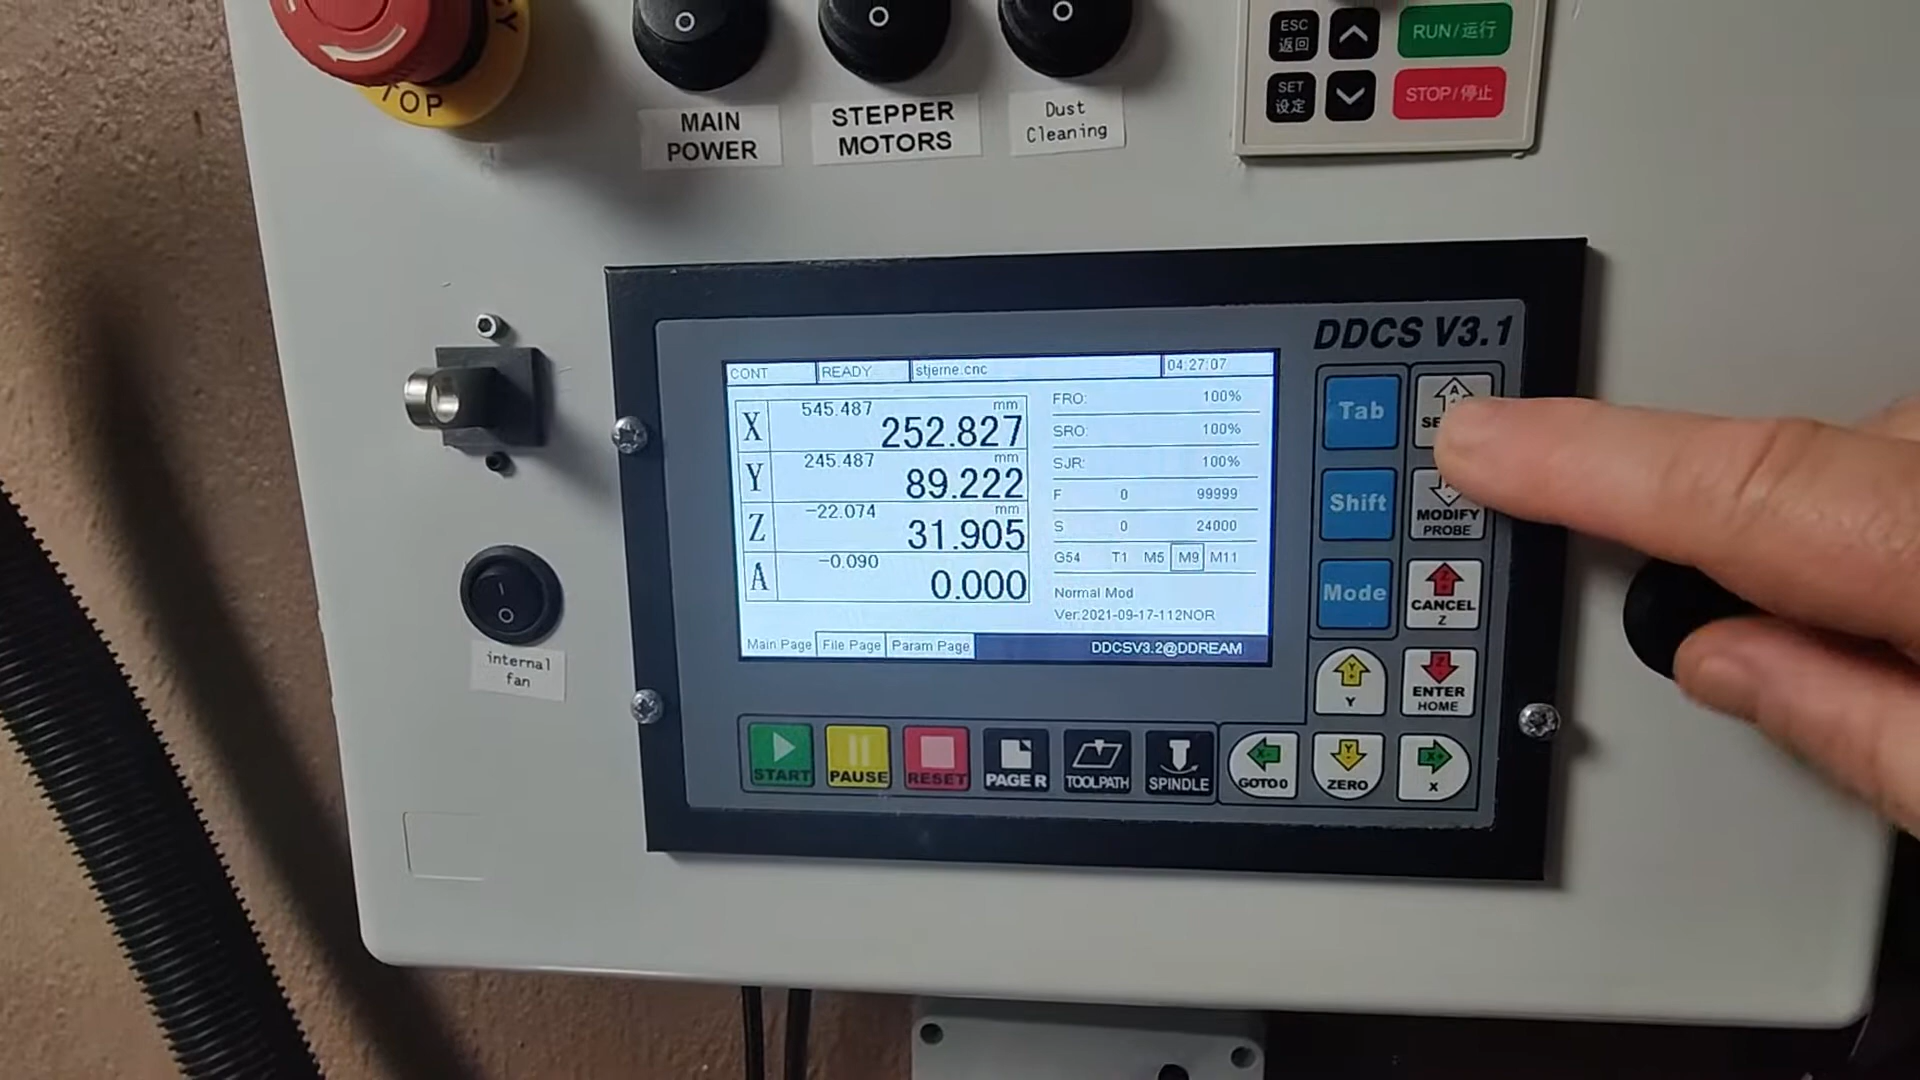 CY
TOP
MAIN
POWER
STEPPER
MOTORS
Dust
Cleaning
ESC
返回
RUN/运行
SET
设定
STOP/停止
DDCS V3.1
CONT READY stjerne.cnc 04:27:07
X 545.487 mm
252.827
Y 245.487 mm
89.222
Z -22.074 mm
31.905
A -0.090
0.000
FRO: 100%
SRO: 100%
SJR: 100%
F 0 99999
S 0 24000
G54 T1 M5 M9 M11
Normal Mod
Ver:2021-09-17-112NOR
Main Page File Page Param Page DDCSV3.2@DDREAM
Tab
A
Shift
MODIFY
PROBE
Mode
Z+
CANCEL
Z
Y+
Y
Z-
ENTER
HOME
START
PAUSE
RESET
PAGE R
TOOLPATH
SPINDLE
X-
GOTO0
Y-
ZERO
X+
X
internal
fan